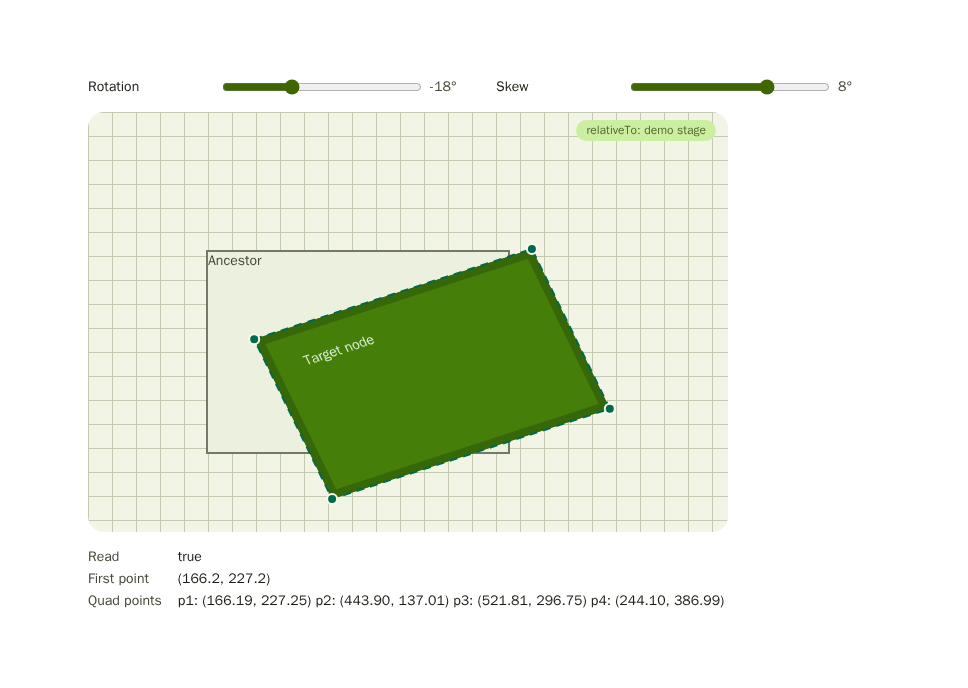 Rotation -18° Skew 8°
relativeTo: demo stage
Ancestor
Target node
Read true
First point (166.2, 227.2)
Quad points p1: (166.19, 227.25) p2: (443.90, 137.01) p3: (521.81, 296.75) p4: (244.10, 386.99)